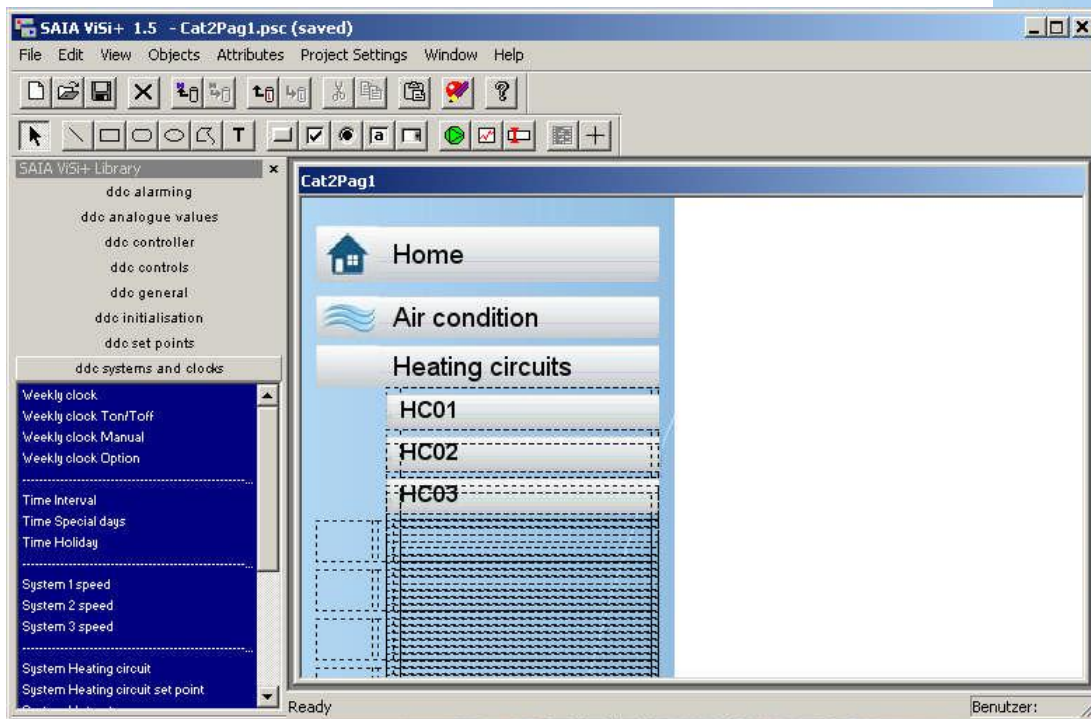 SAIA ViSi+ 1.5 - Cat2Pag1.psc (saved)
File Edit View Objects Attributes Project Settings Window Help
T
a
SAIA ViSi+ Library
ddc alarming
ddc analogue values
ddc controller
ddc controls
ddc general
ddc initialisation
ddc set points
ddc systems and clocks
Weekly clock
Weekly clock Ton/Toff
Weekly clock Manual
Weekly clock Option
Time Interval
Time Special days
Time Holiday
System 1 speed
System 2 speed
System 3 speed
System Heating circuit
System Heating circuit set point
Cat2Pag1
Home
Air condition
Heating circuits
HC01
HC02
HC03
Ready
Benutzer: